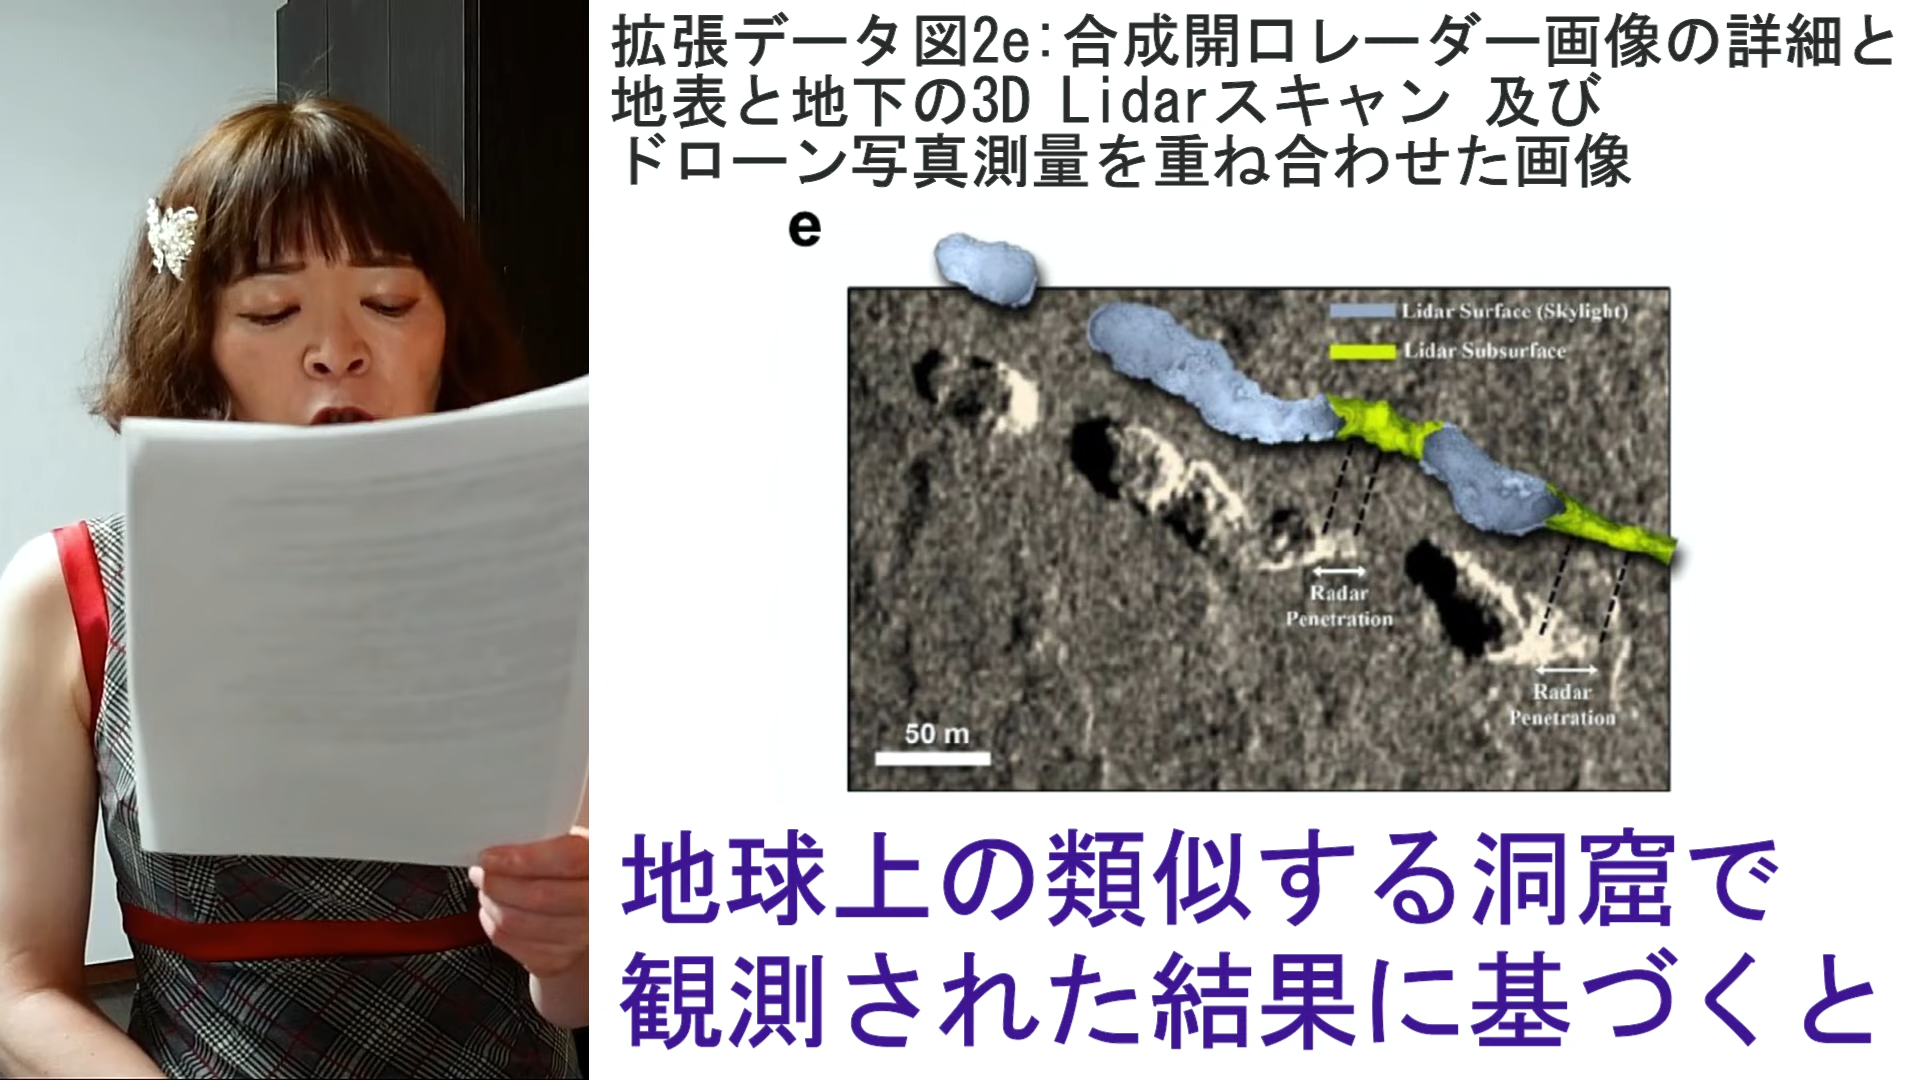 拡張データ図2e:合成開口レーダー画像の詳細と
地表と地下の3D Lidarスキャン 及び
ドローン写真測量を重ね合わせた画像
e
Lidar Surface (Skylight)
Lidar Subsurface
Radar
Penetration
Radar
Penetration
50 m
地球上の類似する洞窟で
観測された結果に基づくと